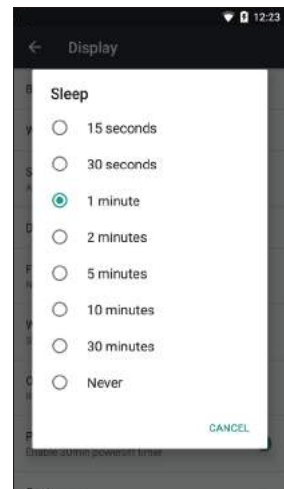 12:23
Display
Sleep
15 seconds
30 seconds
1 minute
2 minutes
5 minutes
10 minutes
30 minutes
Never
CANCEL
Enable 30min poweroff timer